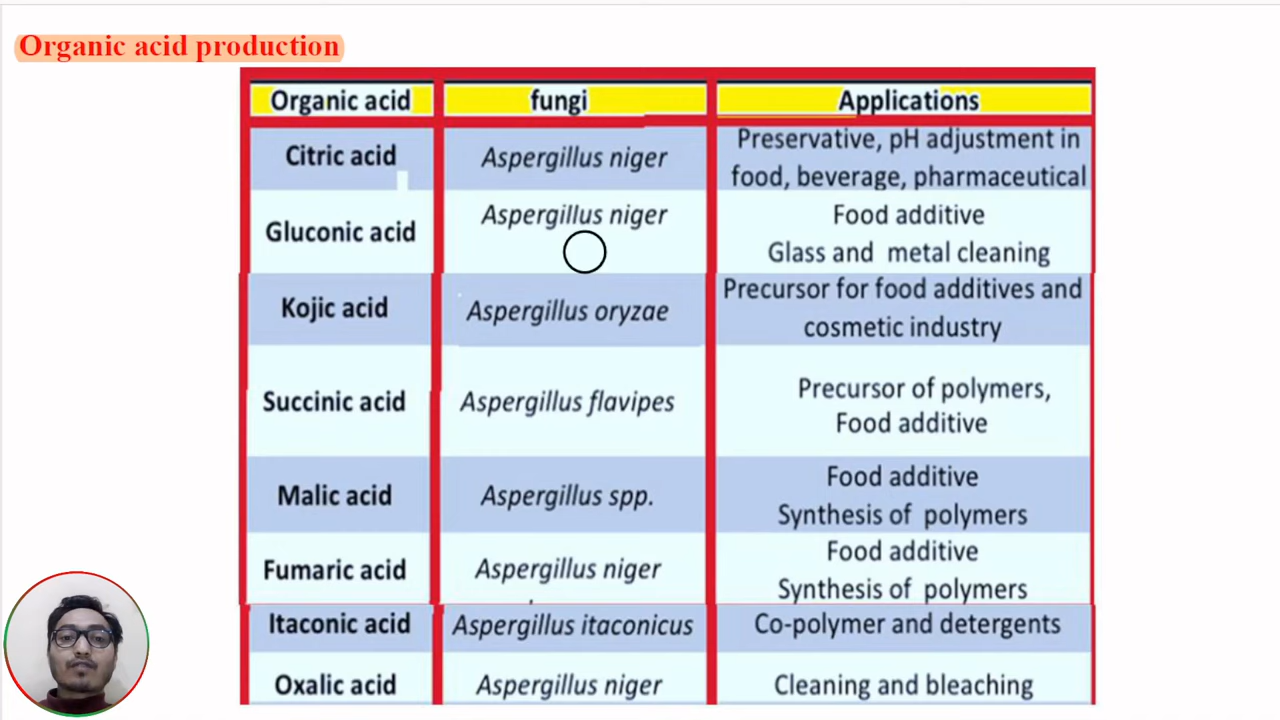 Organic acid production
Organic acid fungi Applications
Citric acid Aspergillus niger Preservative, pH adjustment in
food, beverage, pharmaceutical
Gluconic acid Aspergillus niger Food additive
Glass and metal cleaning
Kojic acid Aspergillus oryzae Precursor for food additives and
cosmetic industry
Succinic acid Aspergillus flavipes Precursor of polymers,
Food additive
Malic acid Aspergillus spp. Food additive
Synthesis of polymers
Fumaric acid Aspergillus niger Food additive
Synthesis of polymers
Itaconic acid Aspergillus itaconicus Co-polymer and detergents
Oxalic acid Aspergillus niger Cleaning and bleaching